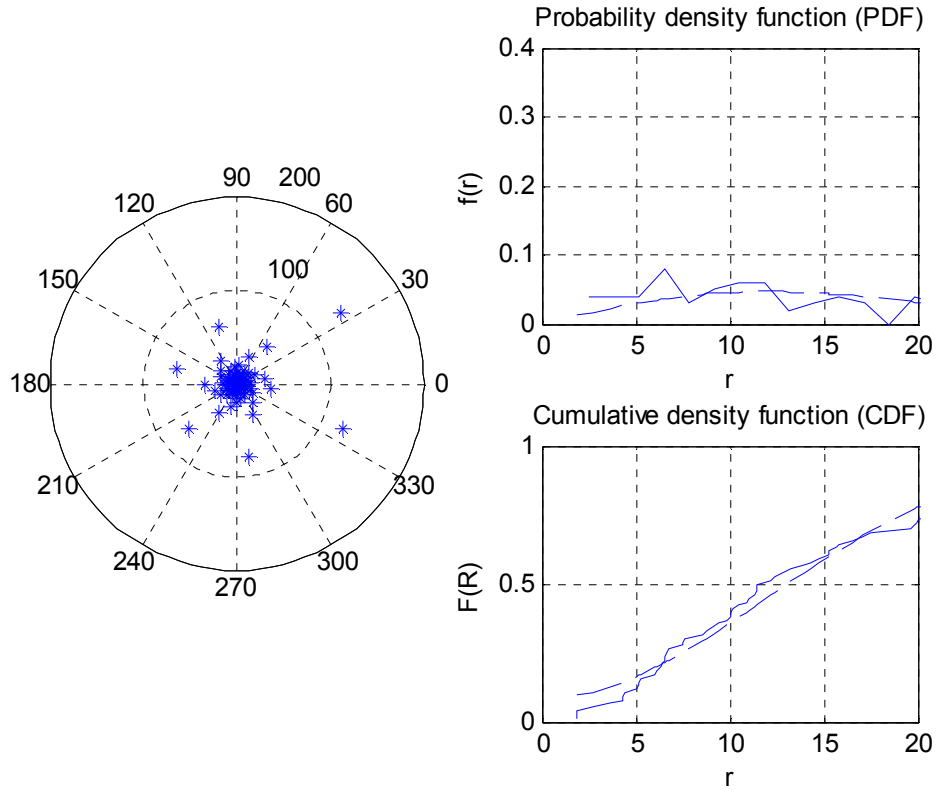 90
200
120
60
100
150
30
180
0
210
330
240
300
270
Probability density function (PDF)
0.4
0.3
0.2
0.1
0
f(r)
0 5 10 15 20
r
Cumulative density function (CDF)
1
0.5
0
F(R)
0 5 10 15 20
r